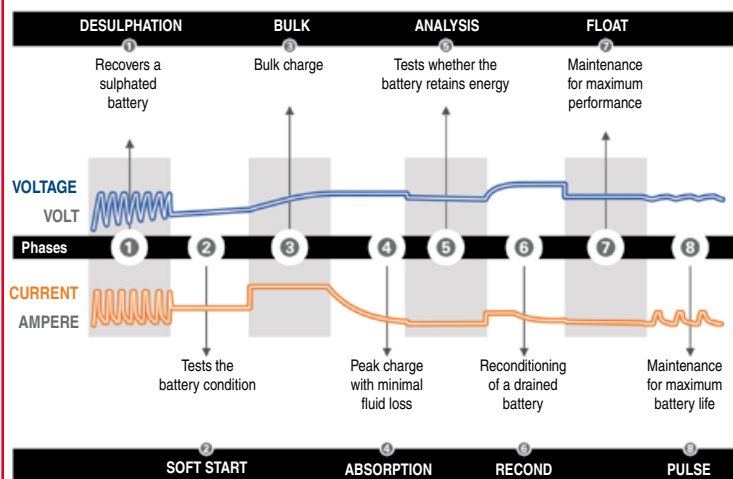 DESULPHATION BULK ANALYSIS FLOAT
1 3 5 7
Recovers a sulphated battery
Bulk charge
Tests whether the battery retains energy
Maintenance for maximum performance
VOLTAGE
VOLT
Phases 1 2 3 4 5 6 7 8
CURRENT
AMPERE
Tests the battery condition
Peak charge with minimal fluid loss
Reconditioning of a drained battery
Maintenance for maximum battery life
2 4 6 8
SOFT START ABSORPTION RECOND PULSE